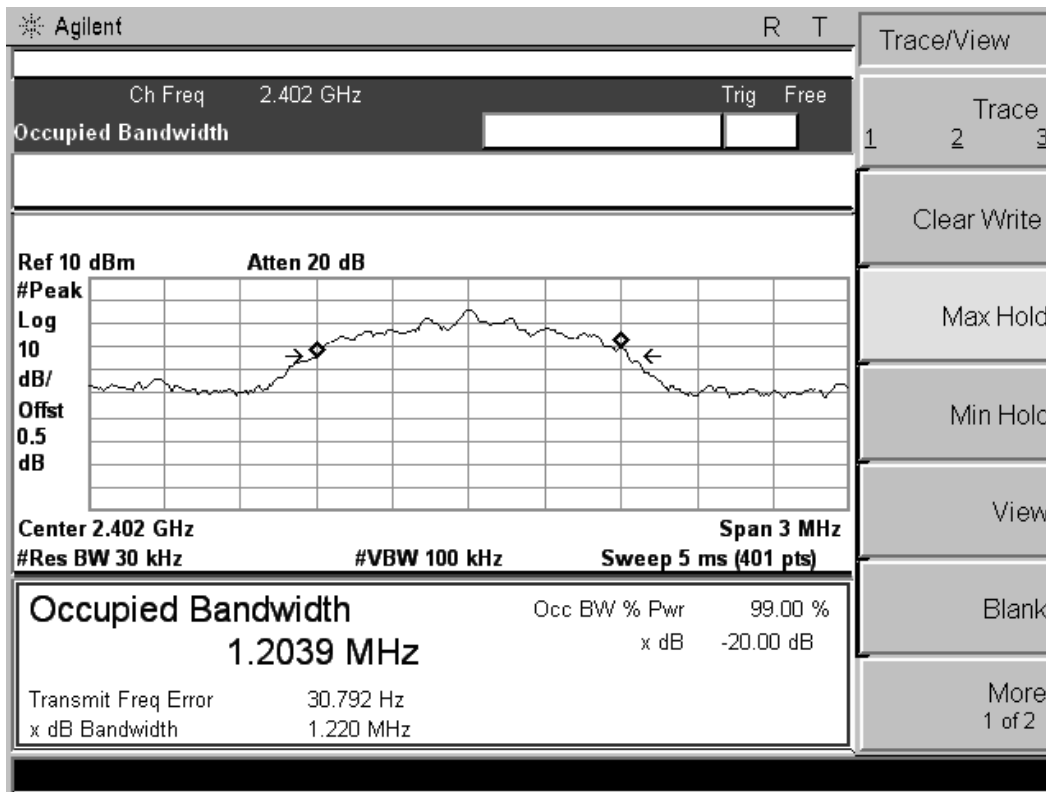 Agilent R T
Ch Freq 2.402 GHz Trig Free
Occupied Bandwidth
Ref 10 dBm Atten 20 dB
#Peak
Log
10
dB/
Offst
0.5
dB
Center 2.402 GHz Span 3 MHz
#Res BW 30 kHz #VBW 100 kHz Sweep 5 ms (401 pts)
Occupied Bandwidth Occ BW % Pwr 99.00 %
1.2039 MHz x dB -20.00 dB
Transmit Freq Error 30.792 Hz
x dB Bandwidth 1.220 MHz
Trace/View
Trace
1 2 3
Clear Write
Max Hold
Min Hold
View
Blank
More
1 of 2